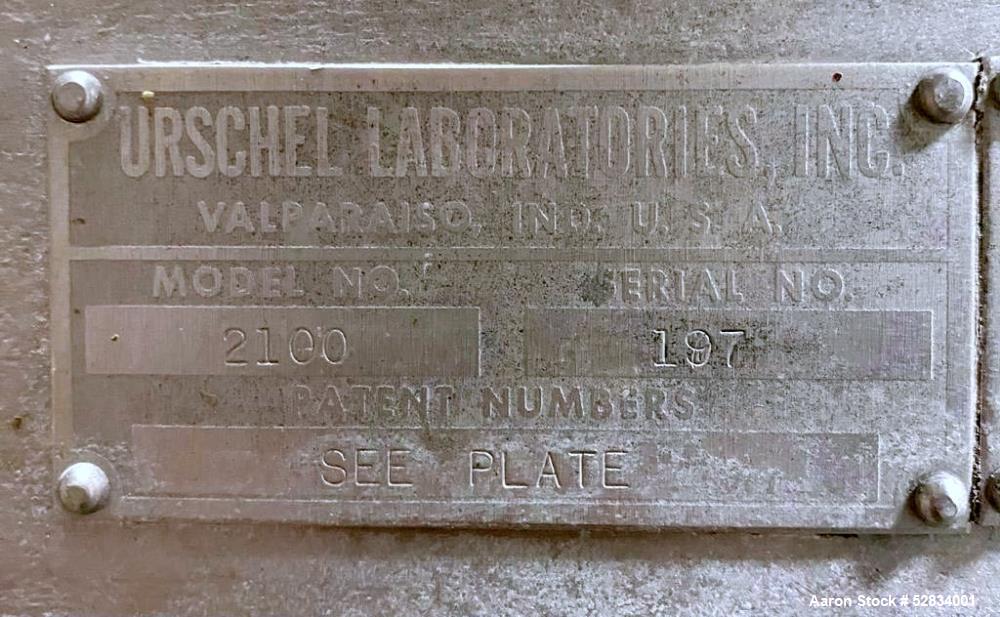 URSCHEL LABORATORIES, INC.
VALPARAISO, IND. U. S. A.
MODEL NO. SERIAL NO.
2100 197
PATENT NUMBERS
SEE PLATE
Aaron Stock # 52834001